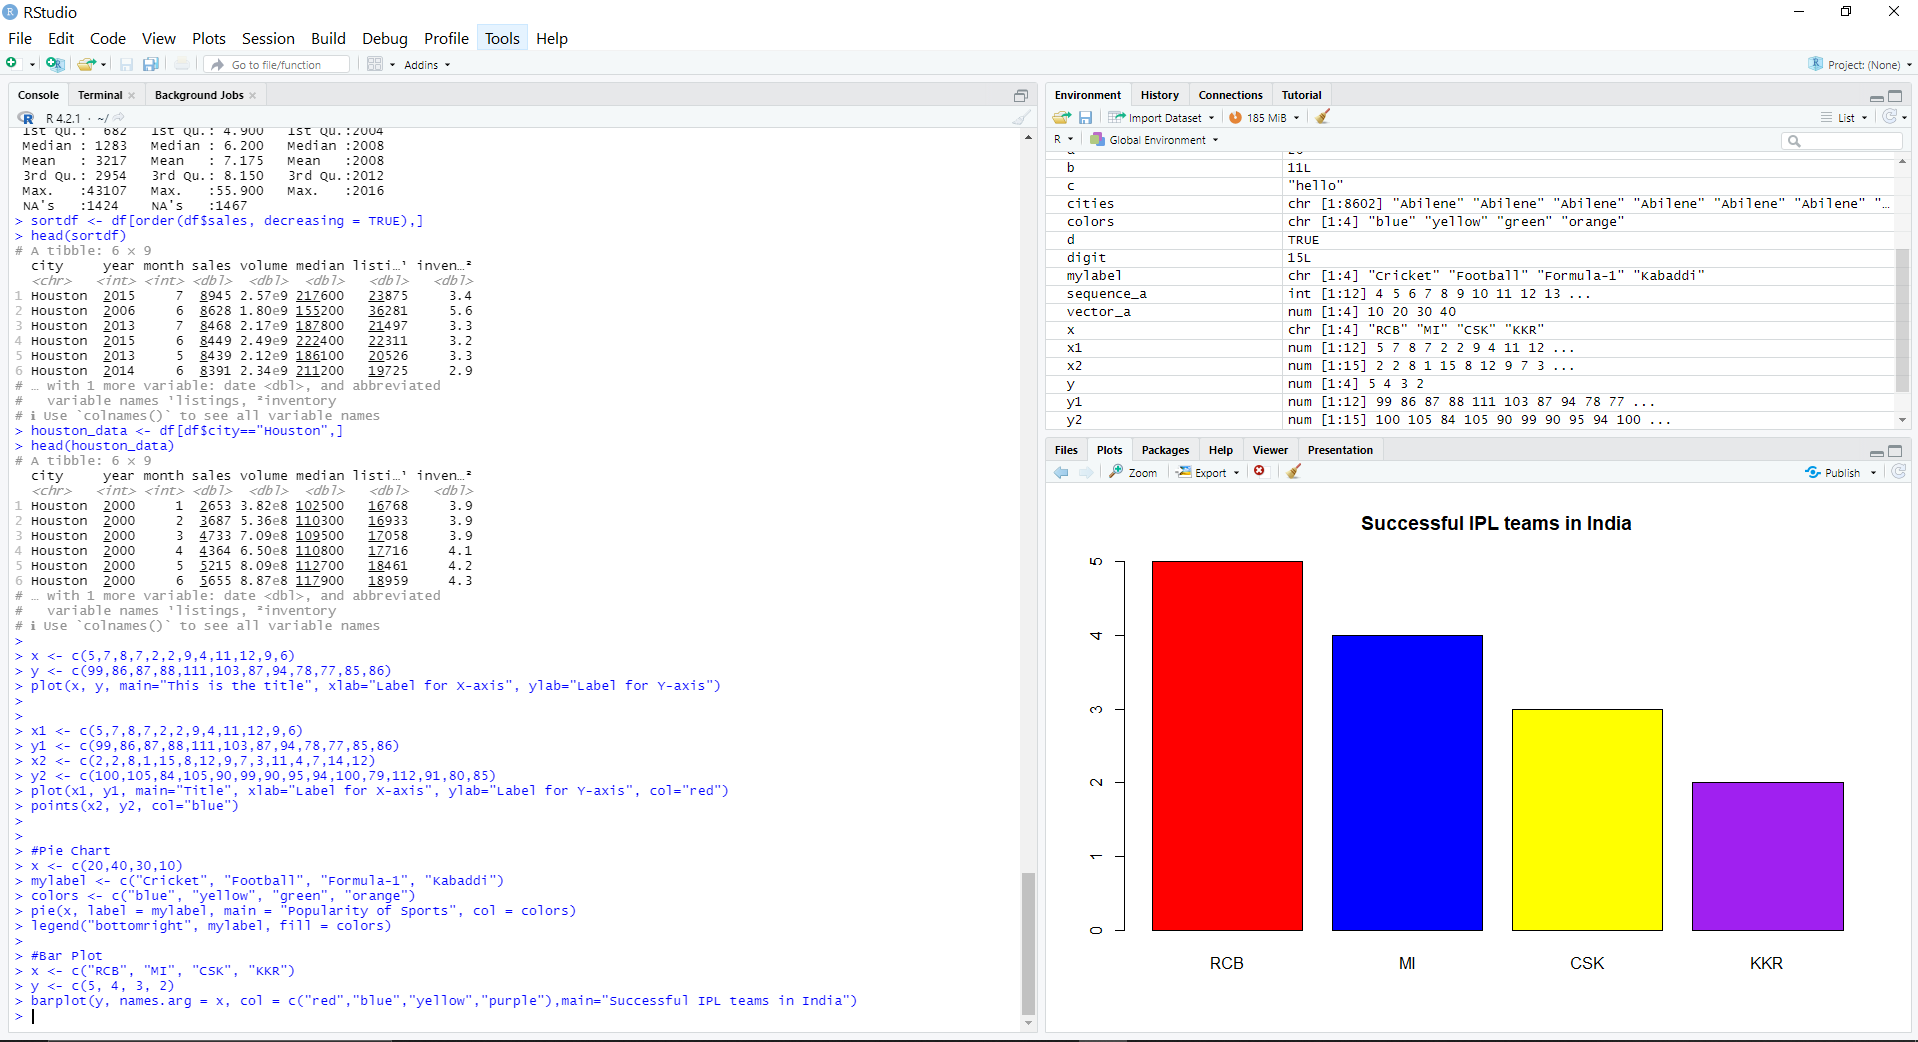 RStudio
File Edit Code View Plots Session Build Debug Profile Tools Help
Go to file/function Addins Project: (None)
Console Terminal Background Jobs
R 4.2.1 · ~/
1st Qu.: 682 1st Qu.: 4.900 1st Qu.:2004
Median : 1283 Median : 6.200 Median :2008
Mean : 3217 Mean : 7.175 Mean :2008
3rd Qu.: 2954 3rd Qu.: 8.150 3rd Qu.:2012
Max. :43107 Max. :55.900 Max. :2016
NA's :1424 NA's :1467
> sortdf <- df[order(df$sales, decreasing = TRUE),]
> head(sortdf)
# A tibble: 6 × 9
city year month sales volume median listi…¹ inven…²
<chr> <int> <int> <dbl> <dbl> <dbl> <dbl> <dbl>
1 Houston 2015 7 8945 2.57e9 217600 23875 3.4
2 Houston 2006 6 8628 1.80e9 155200 36281 5.6
3 Houston 2013 7 8468 2.17e9 187800 21497 3.3
4 Houston 2015 6 8449 2.49e9 222400 22311 3.2
5 Houston 2013 5 8439 2.12e9 186100 20526 3.3
6 Houston 2014 6 8391 2.34e9 211200 19725 2.9
# … with 1 more variable: date <dbl>, and abbreviated
# variable names ¹listings, ²inventory
# ℹ Use `colnames()` to see all variable names
> houston_data <- df[df$city=="Houston",]
> head(houston_data)
# A tibble: 6 × 9
city year month sales volume median listi…¹ inven…²
<chr> <int> <int> <dbl> <dbl> <dbl> <dbl> <dbl>
1 Houston 2000 1 2653 3.82e8 102500 16768 3.9
2 Houston 2000 2 3687 5.36e8 110300 16933 3.9
3 Houston 2000 3 4733 7.09e8 109500 17058 3.9
4 Houston 2000 4 4364 6.50e8 110800 17716 4.1
5 Houston 2000 5 5215 8.09e8 112700 18461 4.2
6 Houston 2000 6 5655 8.87e8 117900 18959 4.3
# … with 1 more variable: date <dbl>, and abbreviated
# variable names ¹listings, ²inventory
# ℹ Use `colnames()` to see all variable names
>
> x <- c(5,7,8,7,2,2,9,4,11,12,9,6)
> y <- c(99,86,87,88,111,103,87,94,78,77,85,86)
> plot(x, y, main="This is the title", xlab="Label for X-axis", ylab="Label for Y-axis")
>
>
> x1 <- c(5,7,8,7,2,2,9,4,11,12,9,6)
> y1 <- c(99,86,87,88,111,103,87,94,78,77,85,86)
> x2 <- c(2,2,8,1,15,8,12,9,7,3,11,4,7,14,12)
> y2 <- c(100,105,84,105,90,99,90,95,94,100,79,112,91,80,85)
> plot(x1, y1, main="Title", xlab="Label for X-axis", ylab="Label for Y-axis", col="red")
> points(x2, y2, col="blue")
>
>
> #Pie Chart
> x <- c(20,40,30,10)
> mylabel <- c("Cricket", "Football", "Formula-1", "Kabaddi")
> colors <- c("blue", "yellow", "green", "orange")
> pie(x, label = mylabel, main = "Popularity of Sports", col = colors)
> legend("bottomright", mylabel, fill = colors)
>
> #Bar Plot
> x <- c("RCB", "MI", "CSK", "KKR")
> y <- c(5, 4, 3, 2)
> barplot(y, names.arg = x, col = c("red","blue","yellow","purple"),main="Successful IPL teams in India")
>
Environment History Connections Tutorial
Import Dataset 185 MiB List
R Global Environment
b 11L
c "hello"
cities chr [1:8602] "Abilene" "Abilene" "Abilene" "Abilene" "Abilene" "Abilene" "…
colors chr [1:4] "blue" "yellow" "green" "orange"
d TRUE
digit 15L
mylabel chr [1:4] "Cricket" "Football" "Formula-1" "Kabaddi"
sequence_a int [1:12] 4 5 6 7 8 9 10 11 12 13 ...
vector_a num [1:4] 10 20 30 40
x chr [1:4] "RCB" "MI" "CSK" "KKR"
x1 num [1:12] 5 7 8 7 2 2 9 4 11 12 ...
x2 num [1:15] 2 2 8 1 15 8 12 9 7 3 ...
y num [1:4] 5 4 3 2
y1 num [1:12] 99 86 87 88 111 103 87 94 78 77 ...
y2 num [1:15] 100 105 84 105 90 99 90 95 94 100 ...
Files Plots Packages Help Viewer Presentation
Zoom Export Publish
Successful IPL teams in India
5
4
3
2
1
0
RCB MI CSK KKR